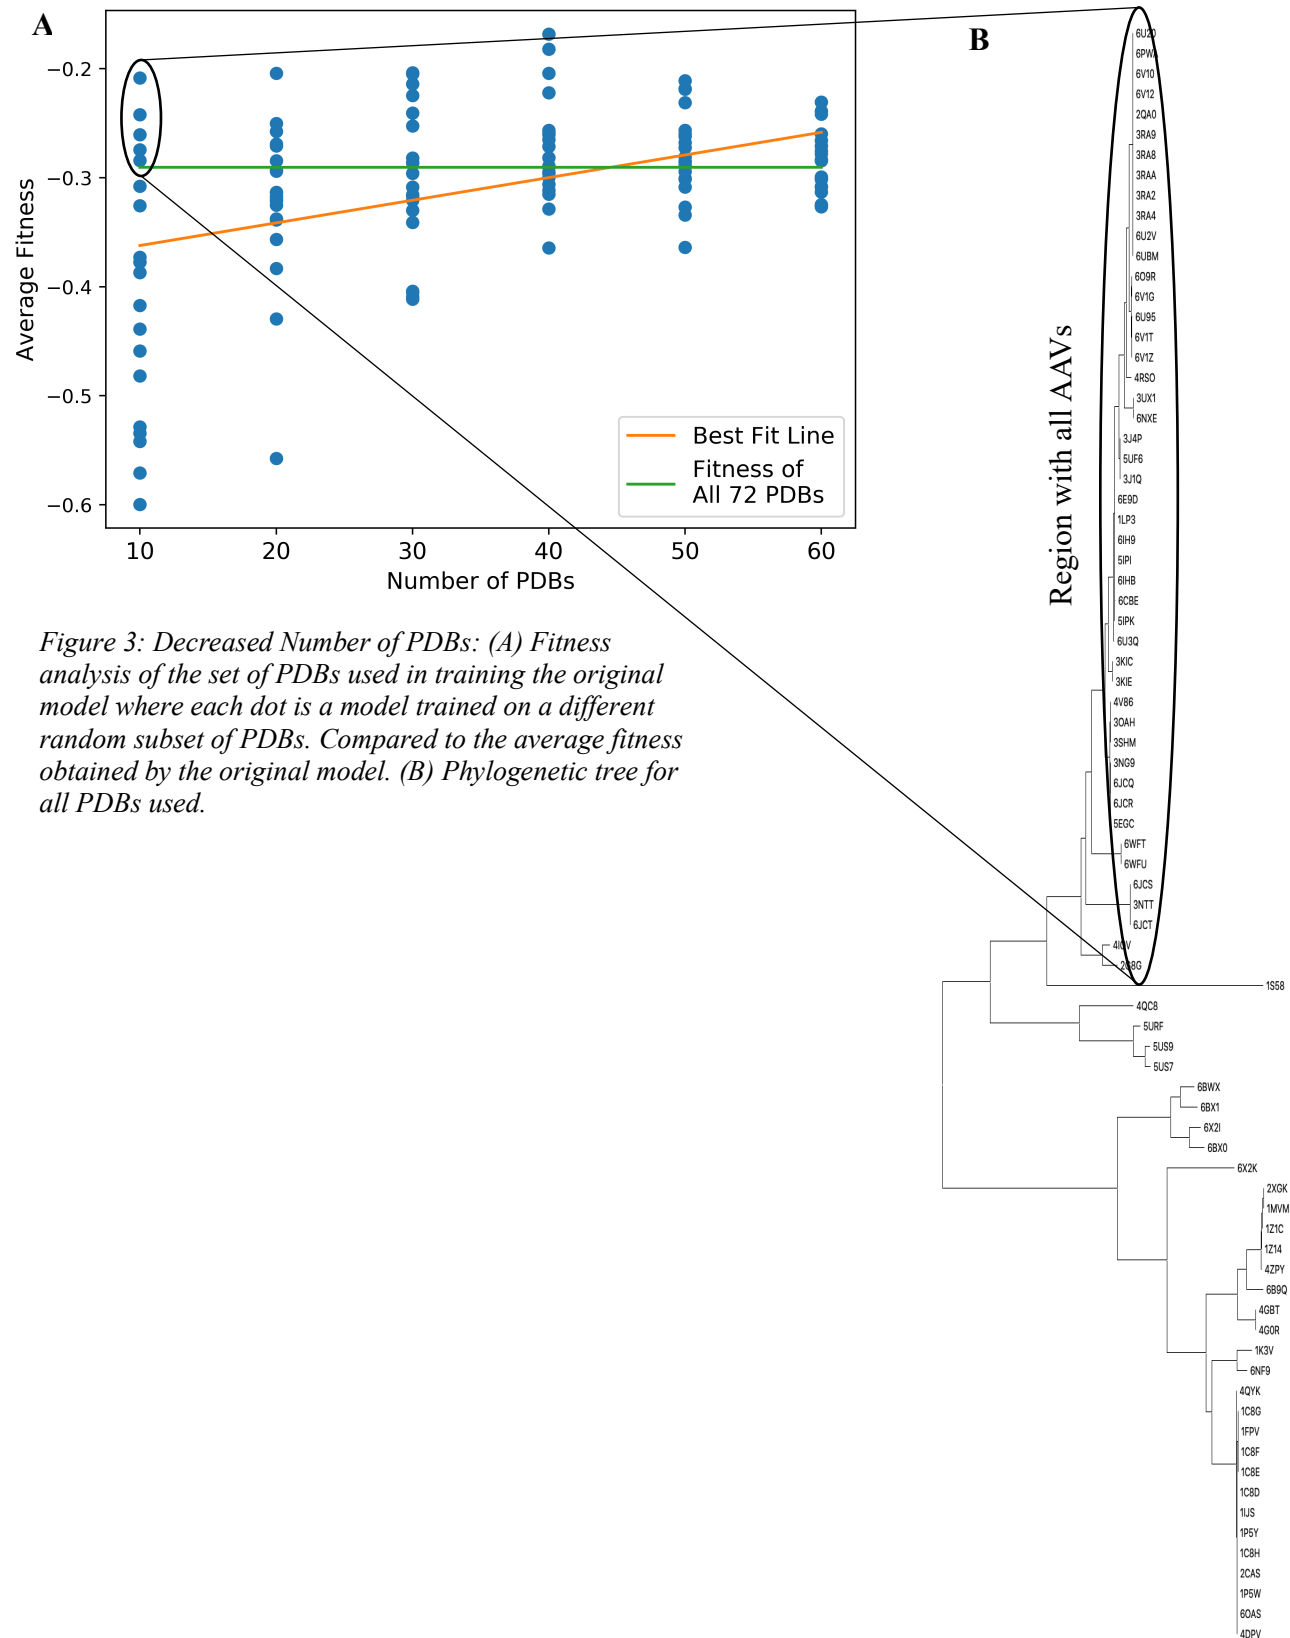 A
−0.2
−0.3
−0.4
−0.5
−0.6
Average Fitness
10 20 30 40 50 60
Number of PDBs
Best Fit Line
Fitness of
All 72 PDBs
Figure 3: Decreased Number of PDBs: (A) Fitness
analysis of the set of PDBs used in training the original
model where each dot is a model trained on a different
random subset of PDBs. Compared to the average fitness
obtained by the original model. (B) Phylogenetic tree for
all PDBs used.
B
Region with all AAVs
6U20
6PWA
6V10
6V12
2QA0
3RA9
3RA8
3RAA
3RA2
3RA4
6U2V
6UBM
6O9R
6V1G
6U95
6V1T
6V1Z
4RSO
3UX1
6NXE
3J4P
5UF6
3J1Q
6E9D
1LP3
6IH9
5IPI
6IHB
6CBE
5IPK
6U3Q
3KIC
3KIE
4V86
3OAH
3SHM
3NG9
6JCQ
6JCR
5EGC
6WFT
6WFU
6JCS
3NTT
6JCT
4IOV
2G8G
1S58
4QC8
5URF
5US9
5US7
6BWX
6BX1
6X2I
6BX0
6X2K
2XGK
1MVM
1Z1C
1Z14
4ZPY
6B9Q
4GBT
4G0R
1K3V
6NF9
4QYK
1C8G
1FPV
1C8F
1C8E
1C8D
1IJS
1P5Y
1C8H
2CAS
1P5W
6OAS
4DPV